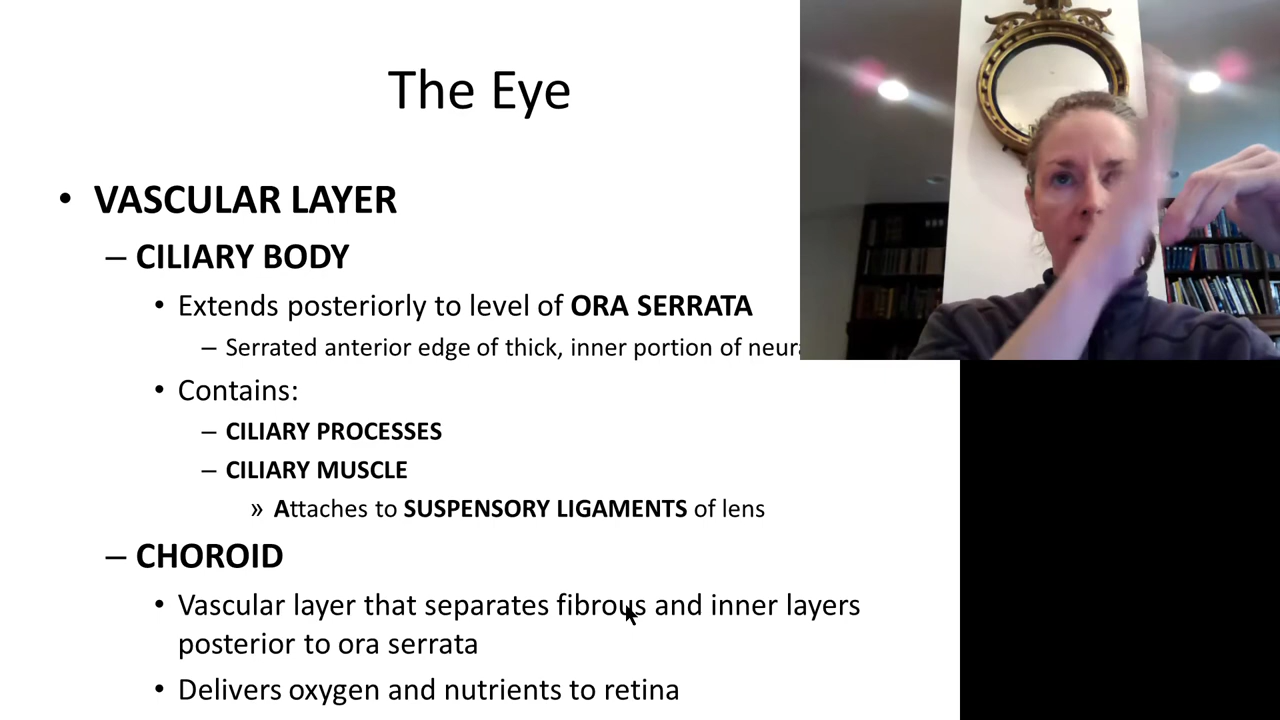 The Eye
• VASCULAR LAYER
– CILIARY BODY
• Extends posteriorly to level of ORA SERRATA
– Serrated anterior edge of thick, inner portion of
• Contains:
– CILIARY PROCESSES
– CILIARY MUSCLE
» Attaches to SUSPENSORY LIGAMENTS of lens
– CHOROID
• Vascular layer that separates fibrous and inner layers
posterior to ora serrata
• Delivers oxygen and nutrients to retina